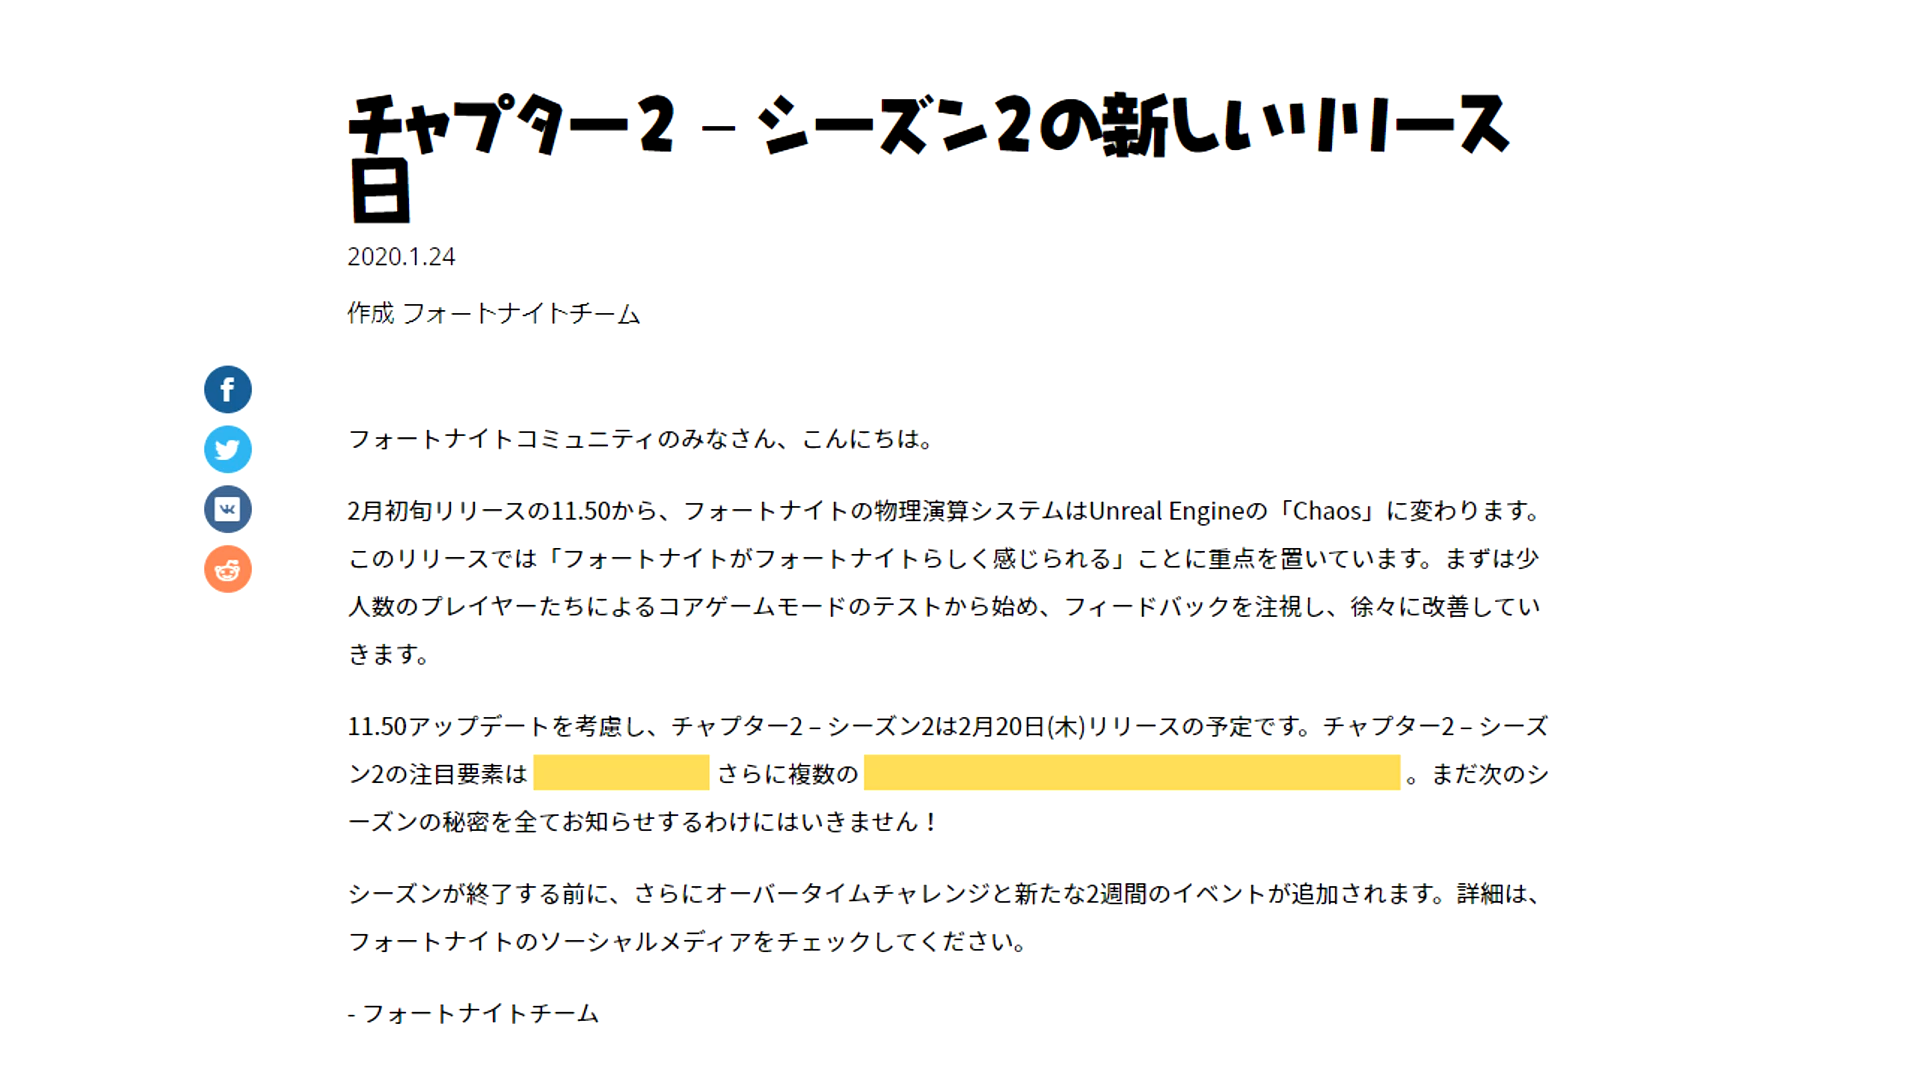 チャプター2 – シーズン2の新しいリリース
日
2020.1.24
作成 フォートナイトチーム
フォートナイトコミュニティのみなさん、こんにちは。
2月初旬リリースの11.50から、フォートナイトの物理演算システムはUnreal Engineの「Chaos」に変わります。
このリリースでは「フォートナイトがフォートナイトらしく感じられる」ことに重点を置いています。まずは少
人数のプレイヤーたちによるコアゲームモードのテストから始め、フィードバックを注視し、徐々に改善してい
きます。
11.50アップデートを考慮し、チャプター2 – シーズン2は2月20日(木)リリースの予定です。チャプター2 – シーズ
ン2の注目要素は さらに複数の 。まだ次のシ
ーズンの秘密を全てお知らせするわけにはいきません！
シーズンが終了する前に、さらにオーバータイムチャレンジと新たな2週間のイベントが追加されます。詳細は、
フォートナイトのソーシャルメディアをチェックしてください。
- フォートナイトチーム